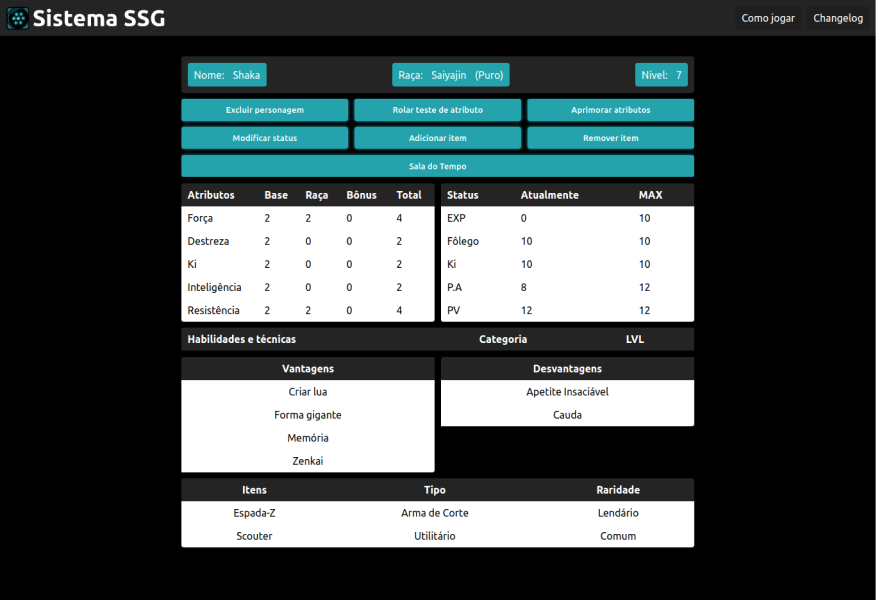 Sistema SSG
Como jogar Changelog
Nome: Shaka Raça: Saiyajin (Puro) Nível: 7
Excluir personagem Rolar teste de atributo Aprimorar atributos
Modificar status Adicionar item Remover item
Sala do Tempo
Atributos Base Raça Bônus Total Status Atualmente MAX
Força 2 2 0 4 EXP 0 10
Destreza 2 0 0 2 Fôlego 10 10
Ki 2 0 0 2 Ki 10 10
Inteligência 2 0 0 2 P.A 8 12
Resistência 2 2 0 4 PV 12 12
Habilidades e técnicas Categoria LVL
Vantagens Desvantagens
Criar lua Apetite Insaciável
Forma gigante Cauda
Memória
Zenkai
Itens Tipo Raridade
Espada-Z Arma de Corte Lendário
Scouter Utilitário Comum